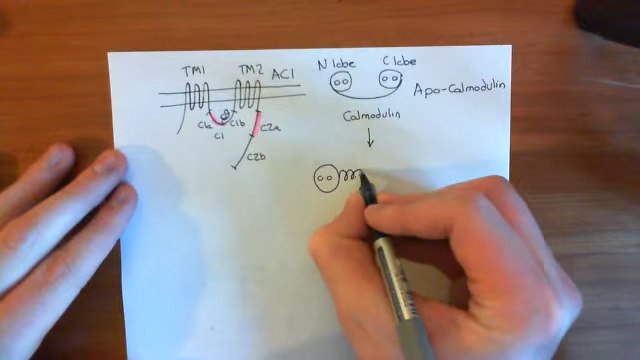 TM1 TM2 AC1
C1a C1b
C1
C2a
C2b
N lobe C lobe
Apo-Calmodulin
Calmodulin